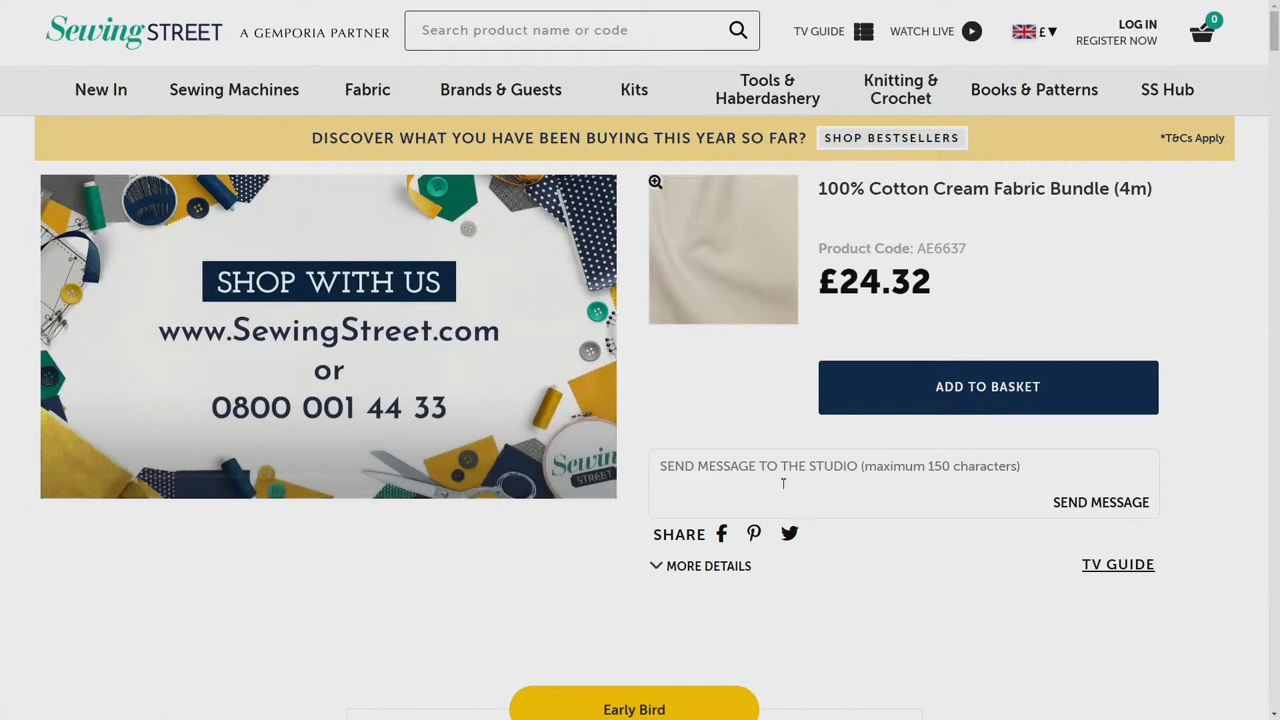 Sewing STREET A GEMPORIA PARTNER
Search product name or code
TV GUIDE
WATCH LIVE
£▼
LOG IN
REGISTER NOW
0
New In
Sewing Machines
Fabric
Brands & Guests
Kits
Tools &
Haberdashery
Knitting &
Crochet
Books & Patterns
SS Hub
DISCOVER WHAT YOU HAVE BEEN BUYING THIS YEAR SO FAR? SHOP BESTSELLERS *T&Cs Apply
SHOP WITH US
www.SewingStreet.com
or
0800 001 44 33
Sewing
STREET
100% Cotton Cream Fabric Bundle (4m)
Product Code: AE6637
£24.32
ADD TO BASKET
SEND MESSAGE TO THE STUDIO (maximum 150 characters)
SEND MESSAGE
SHARE
MORE DETAILS
TV GUIDE
Early Bird